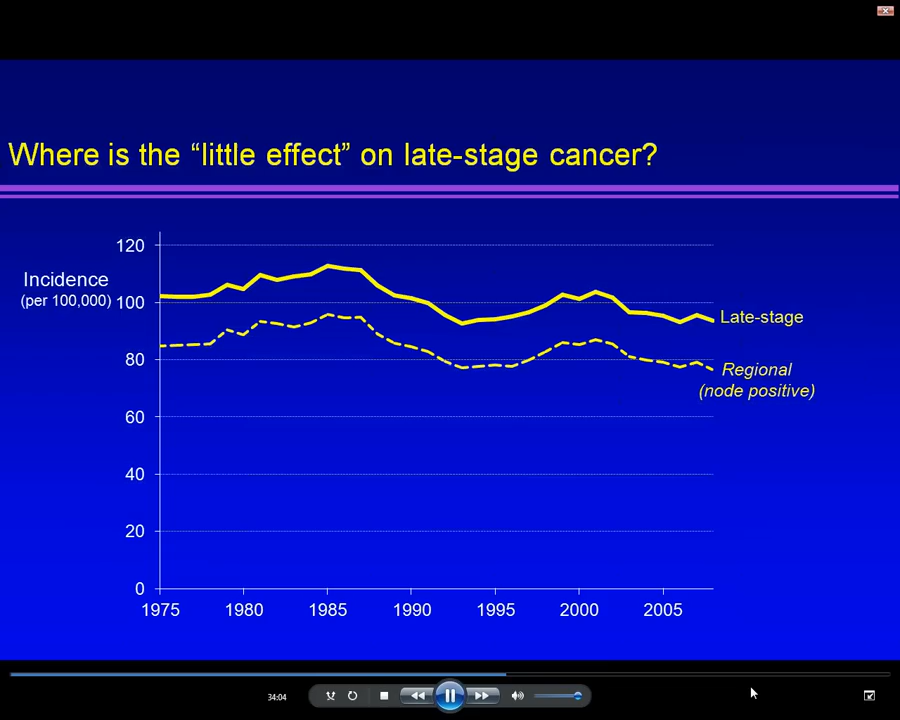 Where is the “little effect” on late-stage cancer?
120
Incidence
(per 100,000)
100
Late-stage
80
Regional
(node positive)
60
40
20
0
1975 1980 1985 1990 1995 2000 2005
34:04